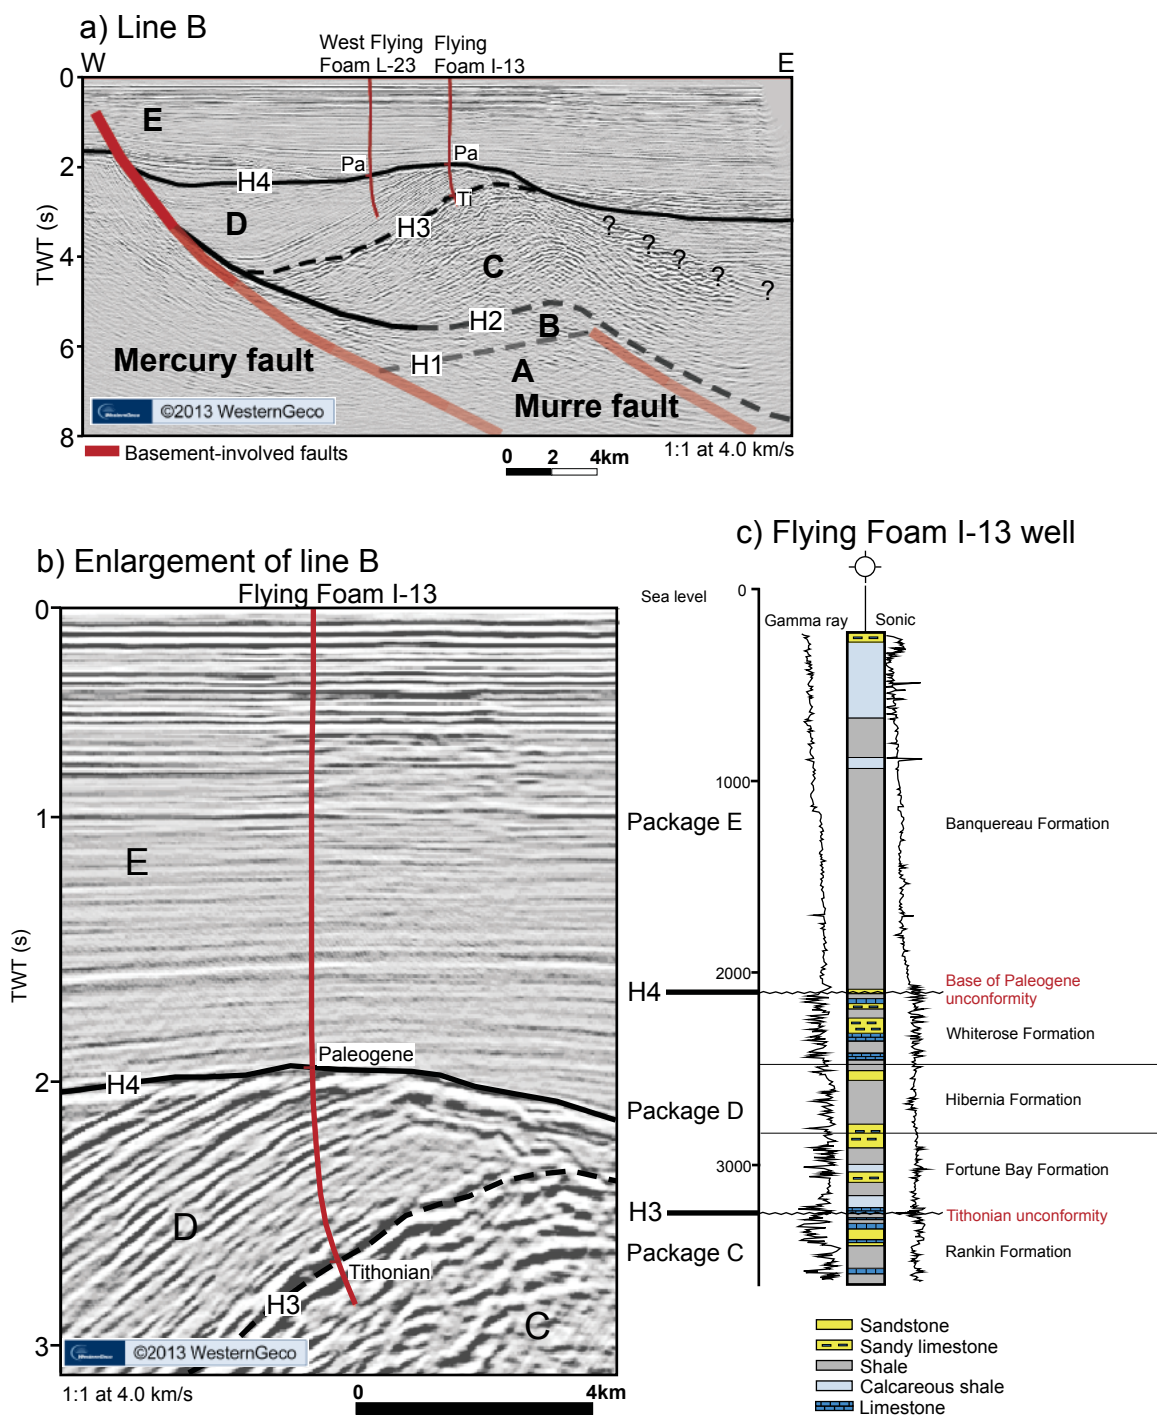 a) Line B
W
West Flying
Foam L-23
Flying
Foam I-13
E
0
2
4
6
8
TWT (s)
E
Pa
Pa
H4
Ti
D
H3
C
?
?
?
?
?
H2
B
H1
A
Mercury fault
Murre fault
©2013 WesternGeco
Basement-involved faults
0 2 4km
1:1 at 4.0 km/s
b) Enlargement of line B
Flying Foam I-13
0
1
2
3
TWT (s)
E
Paleogene
H4
D
Tithonian
H3
C
WesternGeco ©2013 WesternGeco
1:1 at 4.0 km/s
0 4km
c) Flying Foam I-13 well
Sea level
0
Gamma ray
Sonic
1000
Package E
Banquereau Formation
2000
H4
Base of Paleogene
unconformity
Whiterose Formation
Package D
Hibernia Formation
3000
Fortune Bay Formation
H3
Tithonian unconformity
Package C
Rankin Formation
Sandstone
Sandy limestone
Shale
Calcareous shale
Limestone